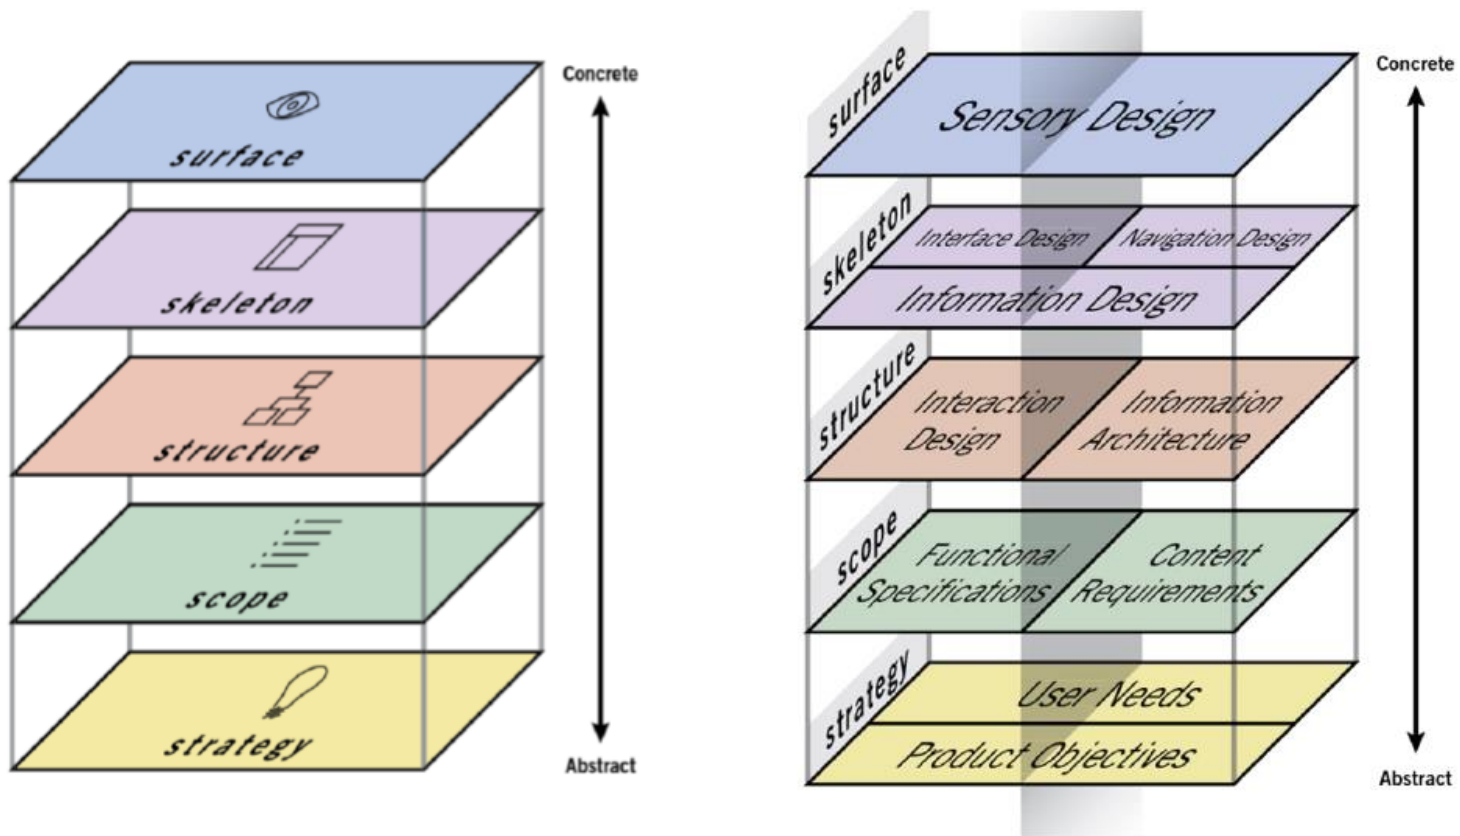 Concrete
surface
skeleton
structure
scope
strategy
Abstract
Concrete
surface
Sensory Design
skeleton
Interface Design
Navigation Design
Information Design
structure
Interaction
Design
Information
Architecture
scope
Functional
Specifications
Content
Requirements
strategy
User Needs
Product Objectives
Abstract